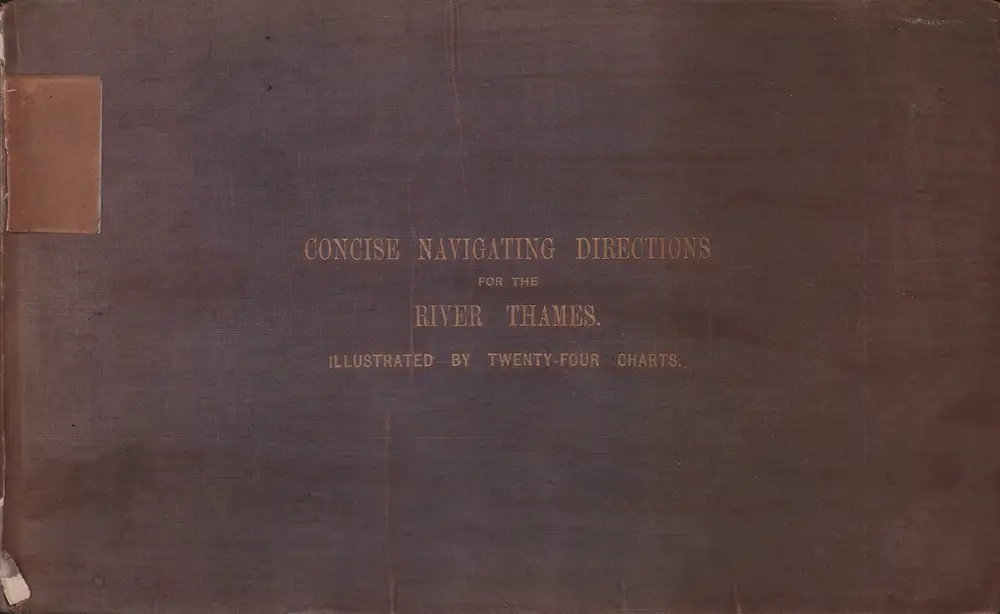 CONCISE NAVIGATING DIRECTIONS
FOR THE
RIVER THAMES.
ILLUSTRATED BY TWENTY-FOUR CHARTS.